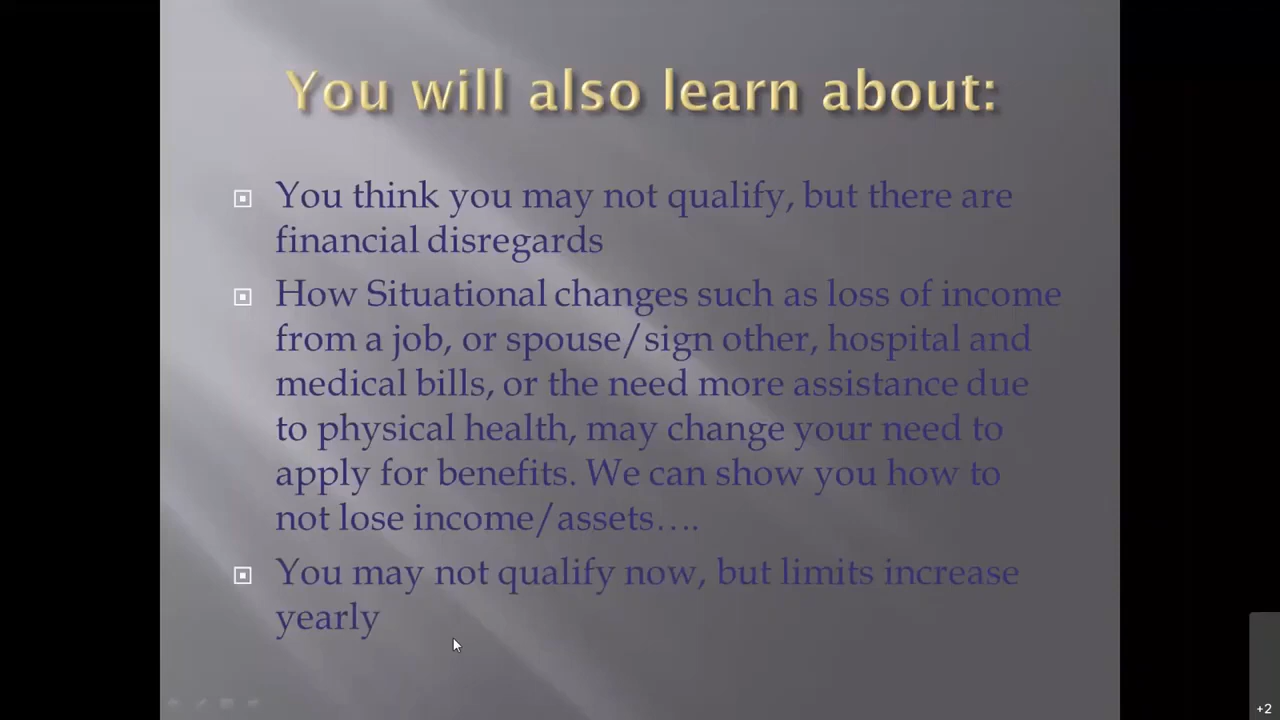 You will also learn about:
You think you may not qualify, but there are
financial disregards
How Situational changes such as loss of income
from a job, or spouse/sign other, hospital and
medical bills, or the need more assistance due
to physical health, may change your need to
apply for benefits. We can show you how to
not lose income/assets….
You may not qualify now, but limits increase
yearly
+2